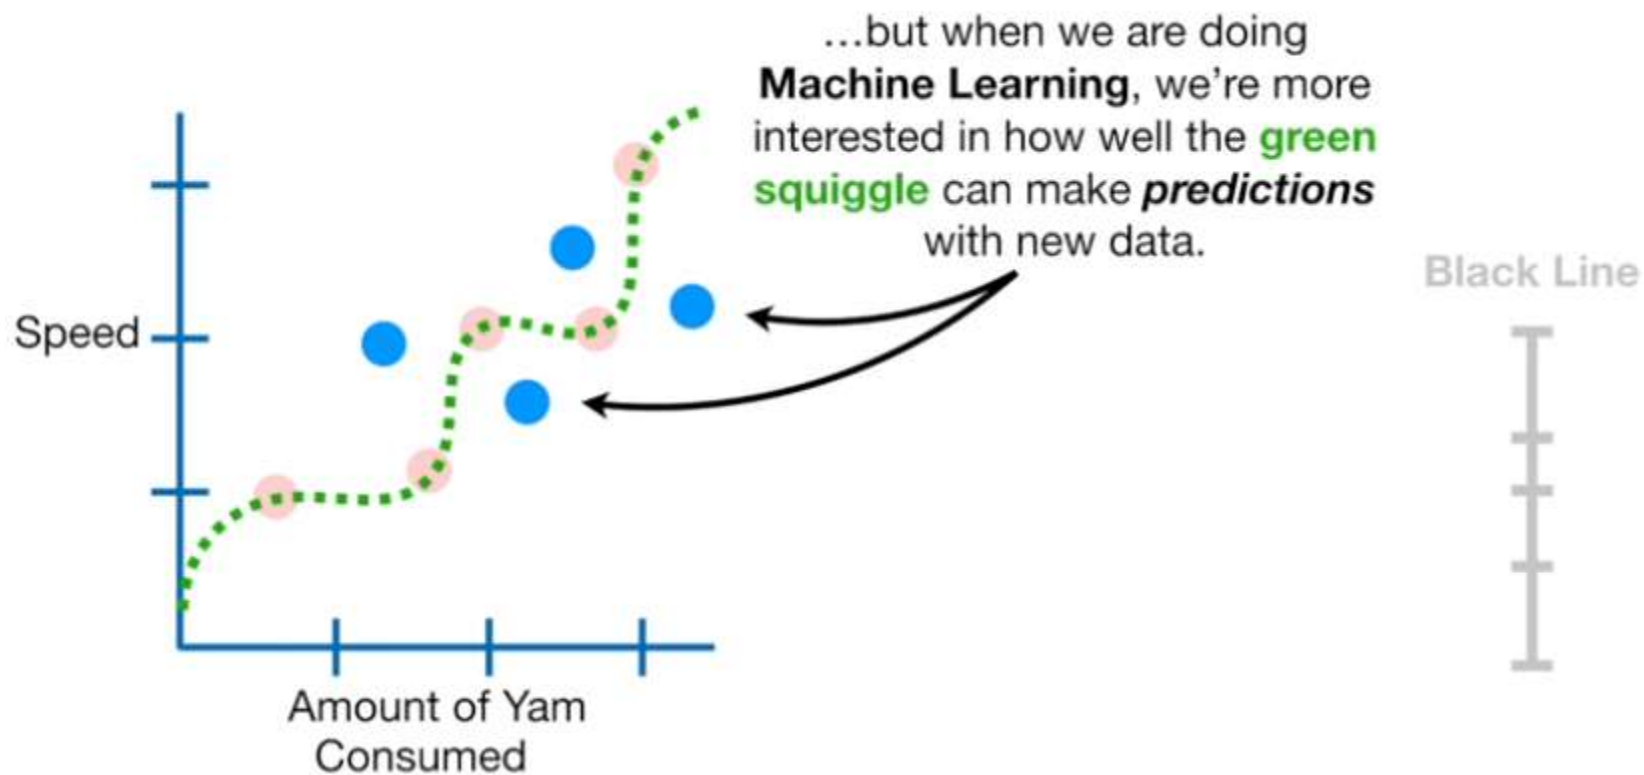 …but when we are doing
Machine Learning, we're more
interested in how well the green
squiggle can make predictions
with new data.
Black Line
Speed
Amount of Yam
Consumed